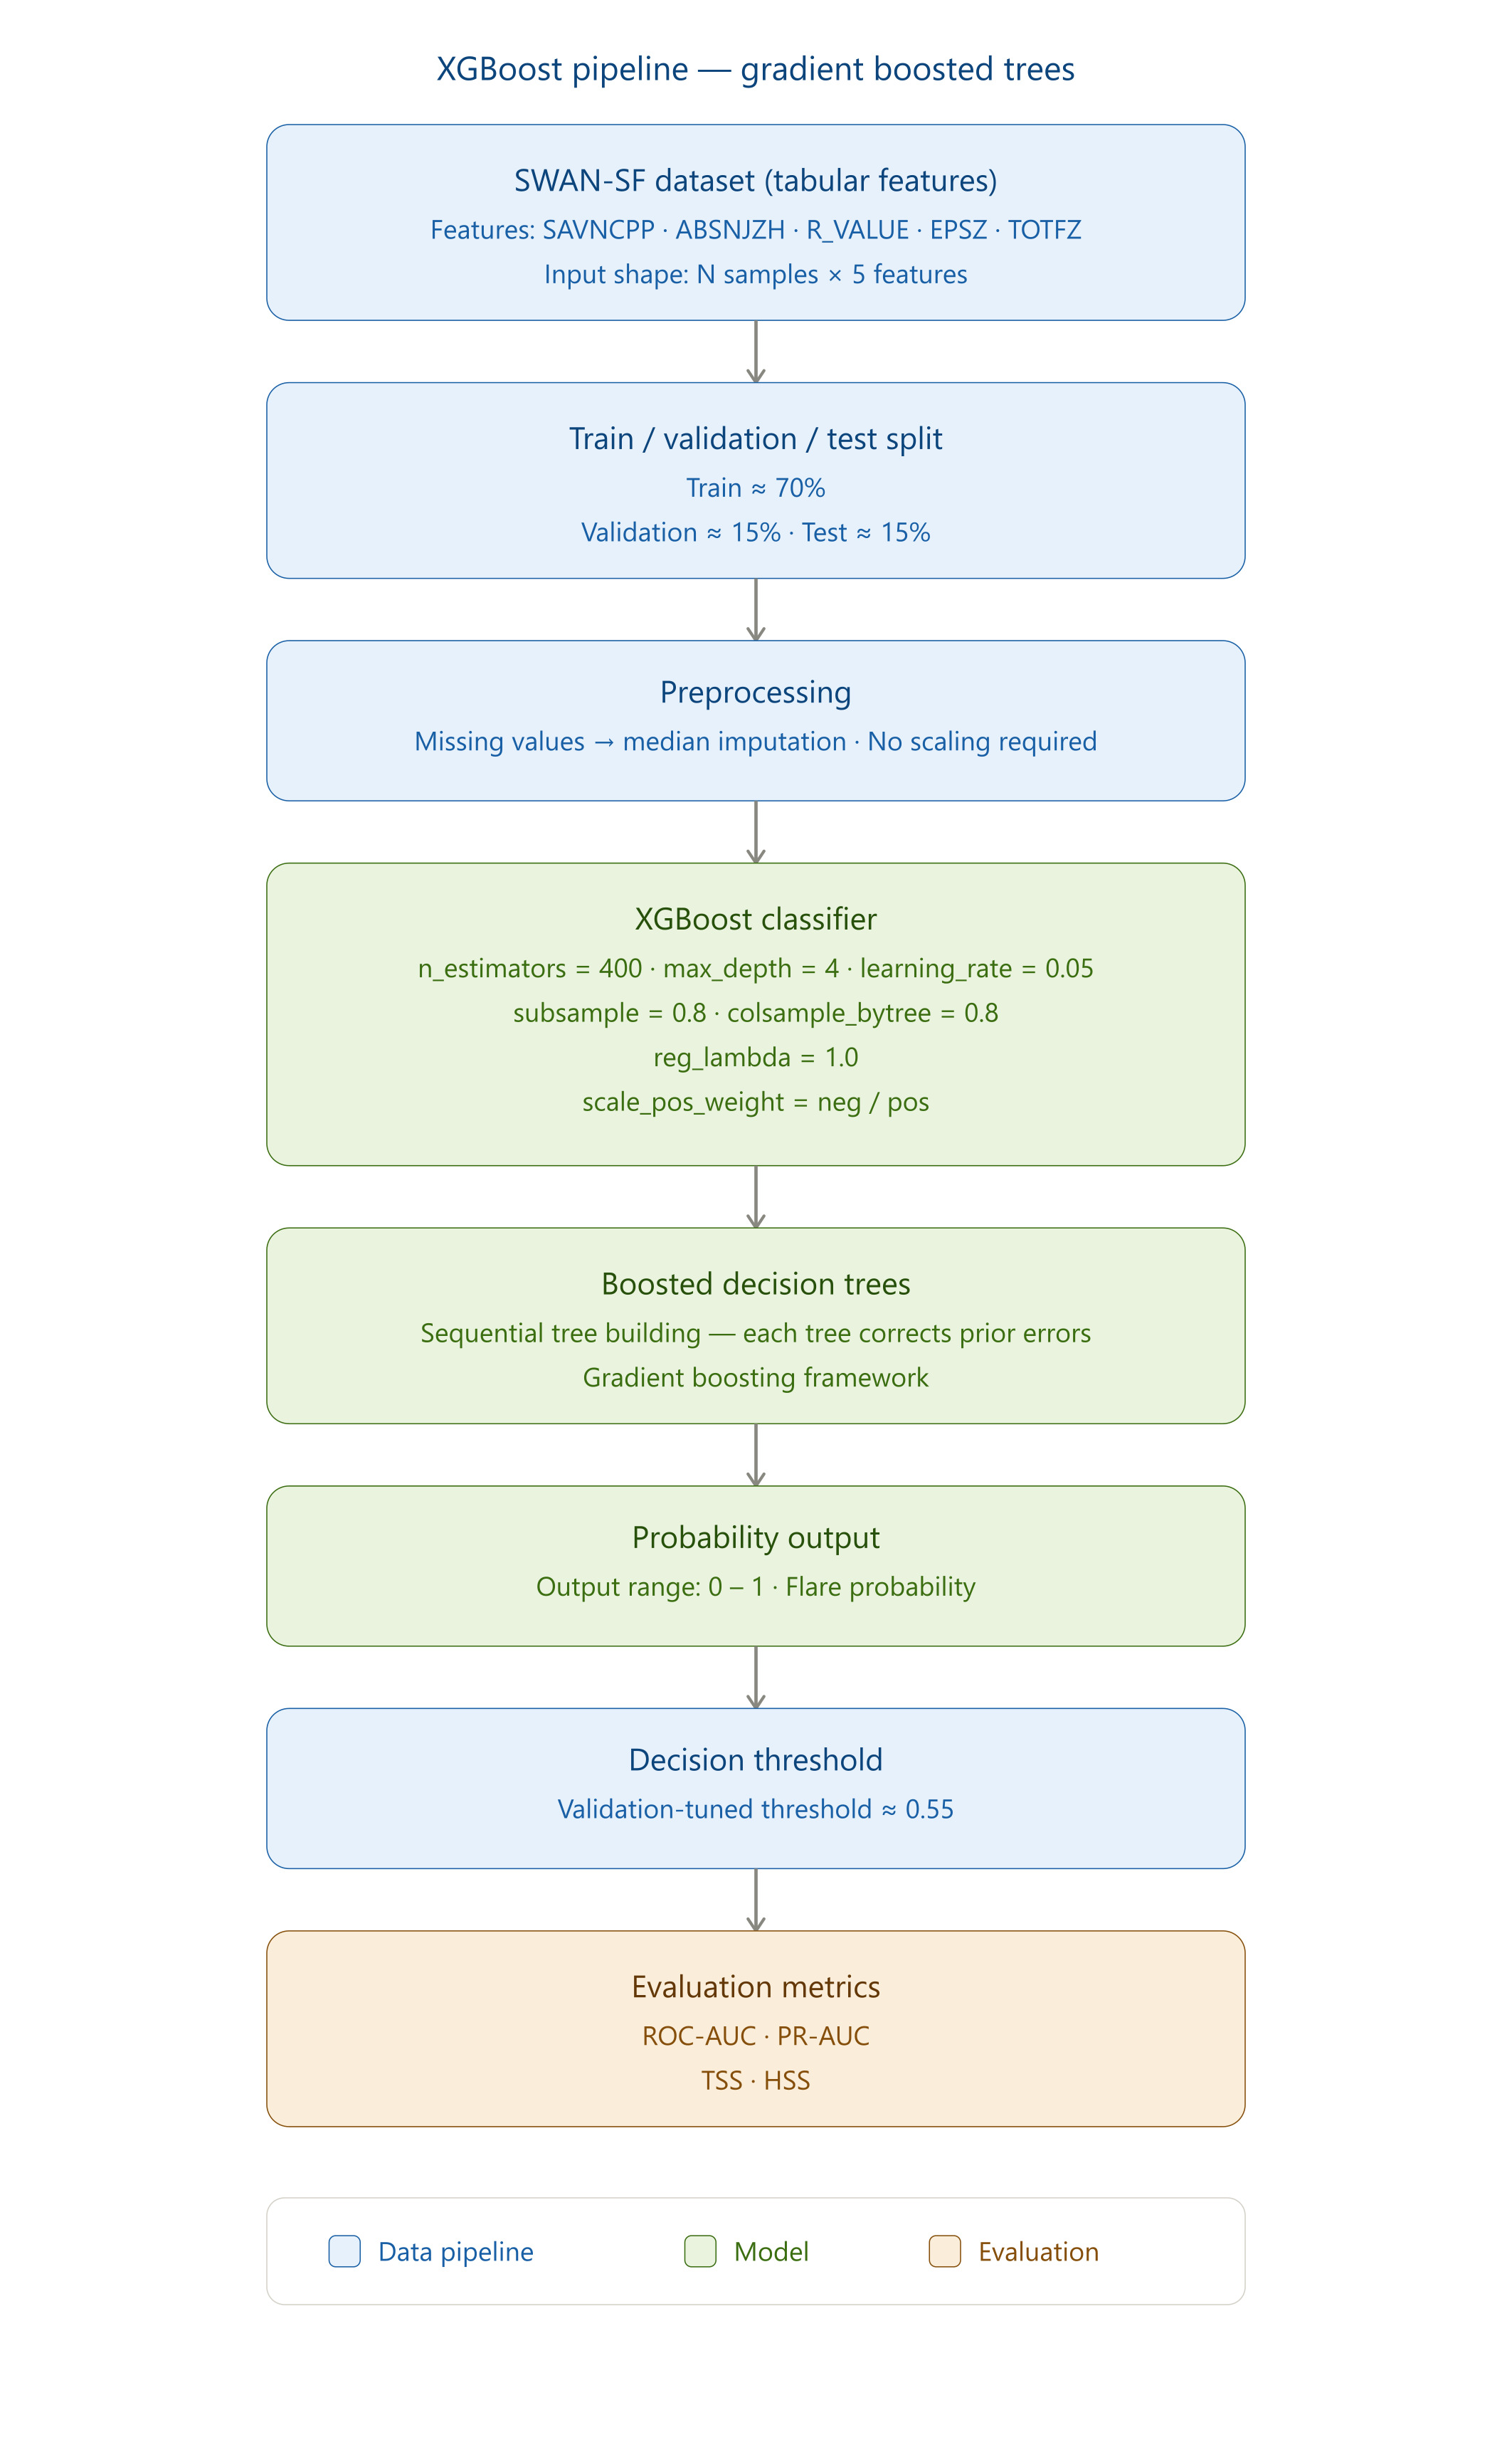 XGBoost pipeline — gradient boosted trees
SWAN-SF dataset (tabular features)
Features: SAVNCPP · ABSNJZH · R_VALUE · EPSZ · TOTFZ
Input shape: N samples × 5 features
Train / validation / test split
Train ≈ 70%
Validation ≈ 15% · Test ≈ 15%
Preprocessing
Missing values → median imputation · No scaling required
XGBoost classifier
n_estimators = 400 · max_depth = 4 · learning_rate = 0.05
subsample = 0.8 · colsample_bytree = 0.8
reg_lambda = 1.0
scale_pos_weight = neg / pos
Boosted decision trees
Sequential tree building — each tree corrects prior errors
Gradient boosting framework
Probability output
Output range: 0 – 1 · Flare probability
Decision threshold
Validation-tuned threshold ≈ 0.55
Evaluation metrics
ROC-AUC · PR-AUC
TSS · HSS
Data pipeline
Model
Evaluation